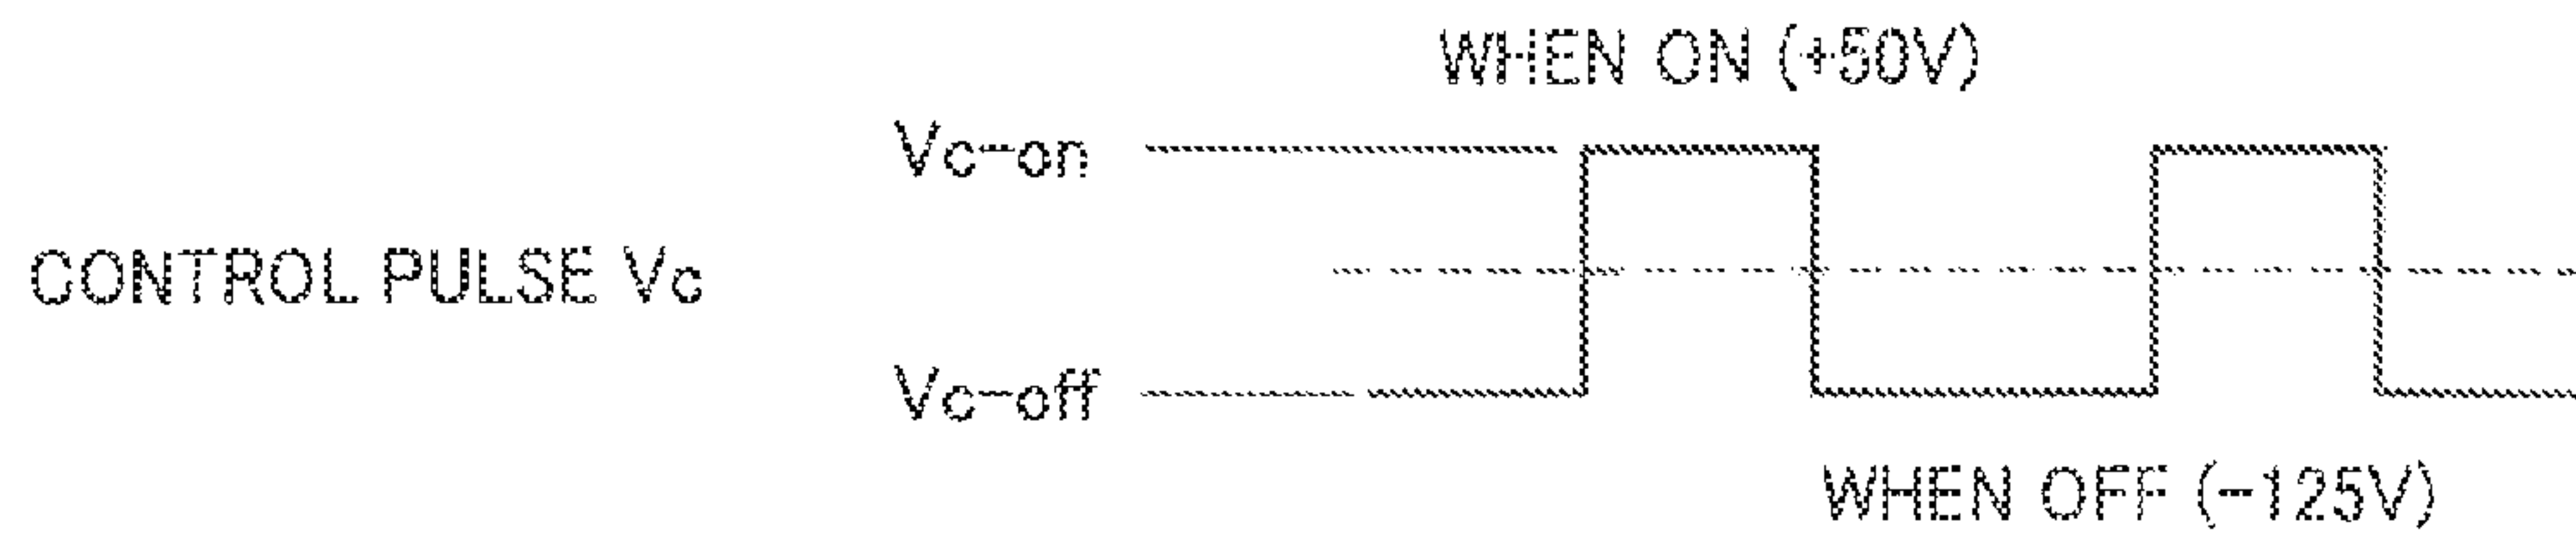 WHEN ON (+50V)
Vc-on
CONTROL PULSE Vc
Vc-off
WHEN OFF (-125V)